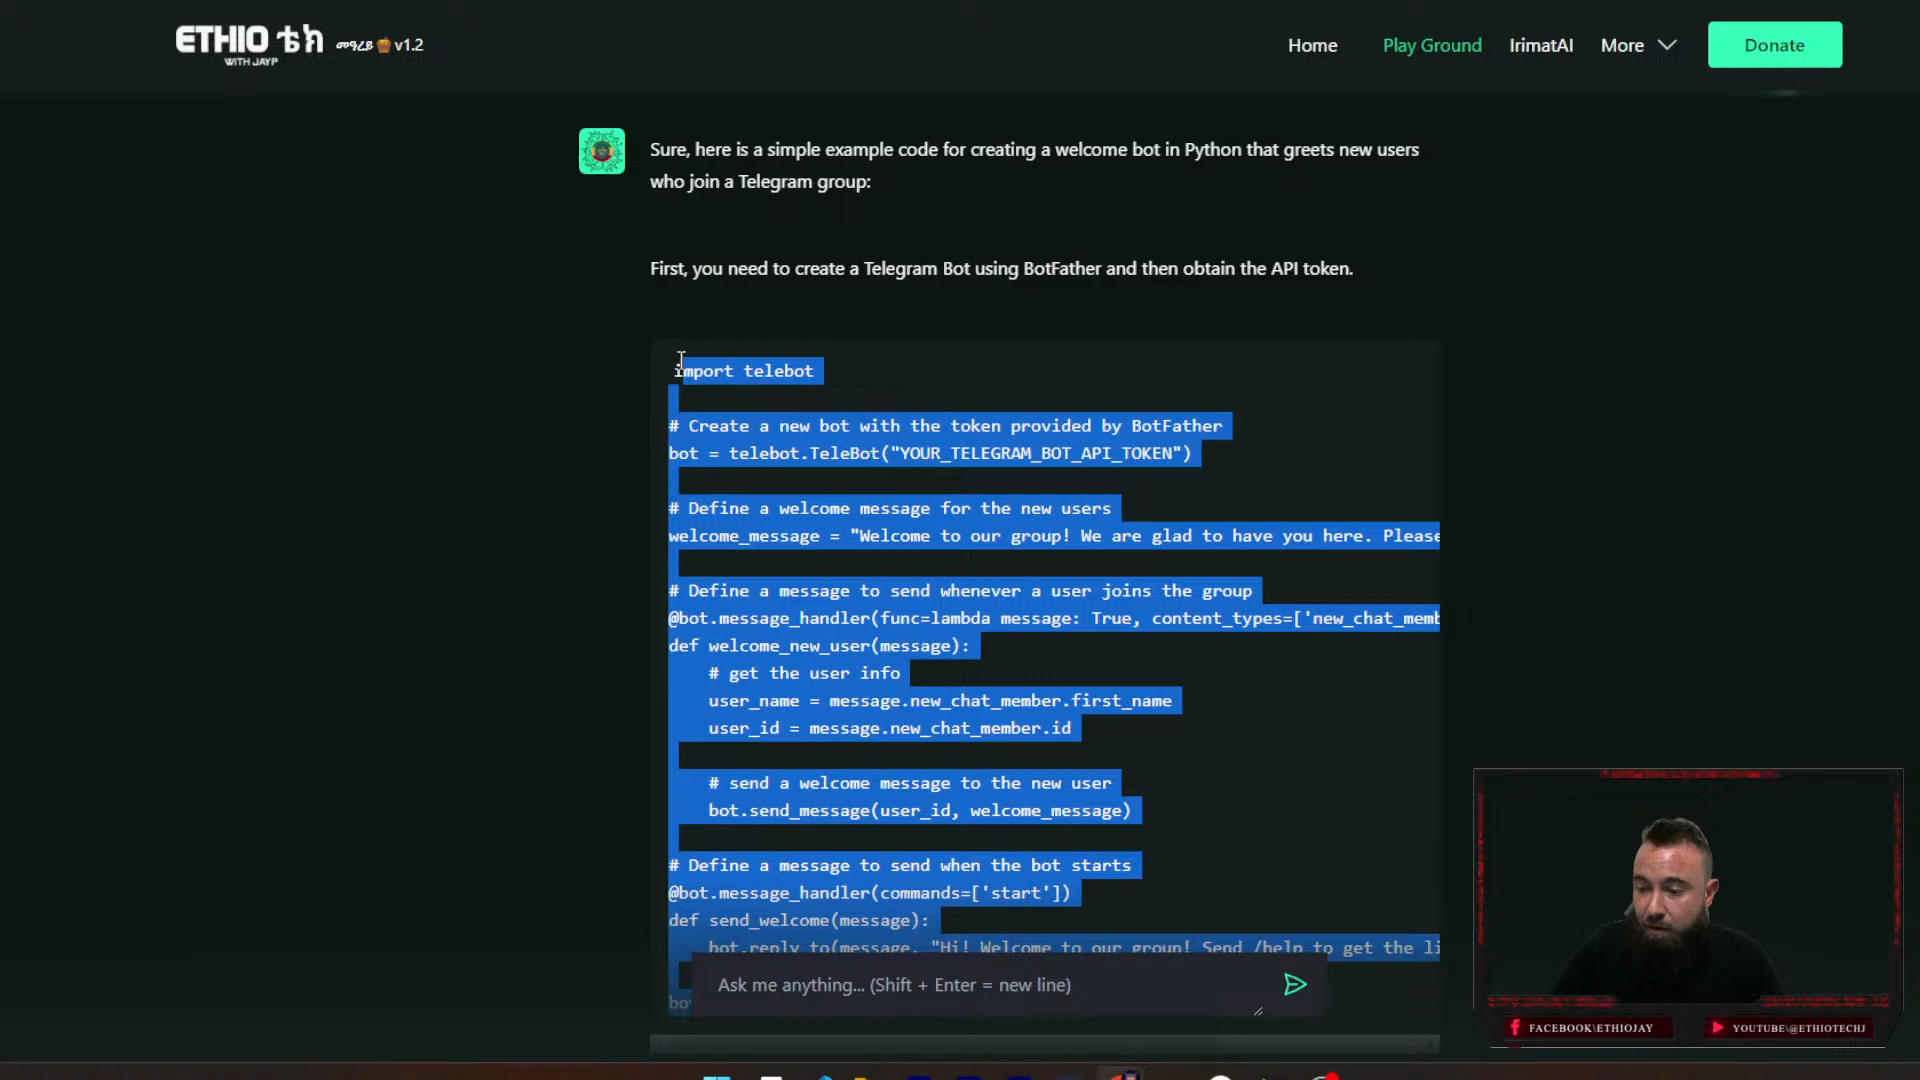 ETHIO ቴክ
WITH JAYP
መዓረይ v1.2
Home
Play Ground
IrimatAI
More
Donate
Sure, here is a simple example code for creating a welcome bot in Python that greets new users
who join a Telegram group:
First, you need to create a Telegram Bot using BotFather and then obtain the API token.
import telebot
# Create a new bot with the token provided by BotFather
bot = telebot.TeleBot("YOUR_TELEGRAM_BOT_API_TOKEN")
# Define a welcome message for the new users
welcome_message = "Welcome to our group! We are glad to have you here. Please
# Define a message to send whenever a user joins the group
@bot.message_handler(func=lambda message: True, content_types=['new_chat_memb
def welcome_new_user(message):
    # get the user info
    user_name = message.new_chat_member.first_name
    user_id = message.new_chat_member.id
    # send a welcome message to the new user
    bot.send_message(user_id, welcome_message)
# Define a message to send when the bot starts
@bot.message_handler(commands=['start'])
def send_welcome(message):
    bot.reply_to(message, "Hi! Welcome to our group! Send /help to get the li
Ask me anything... (Shift + Enter = new line)
bo
FACEBOOK\ETHIOJAY
YOUTUBE\@ETHIOTECHJ